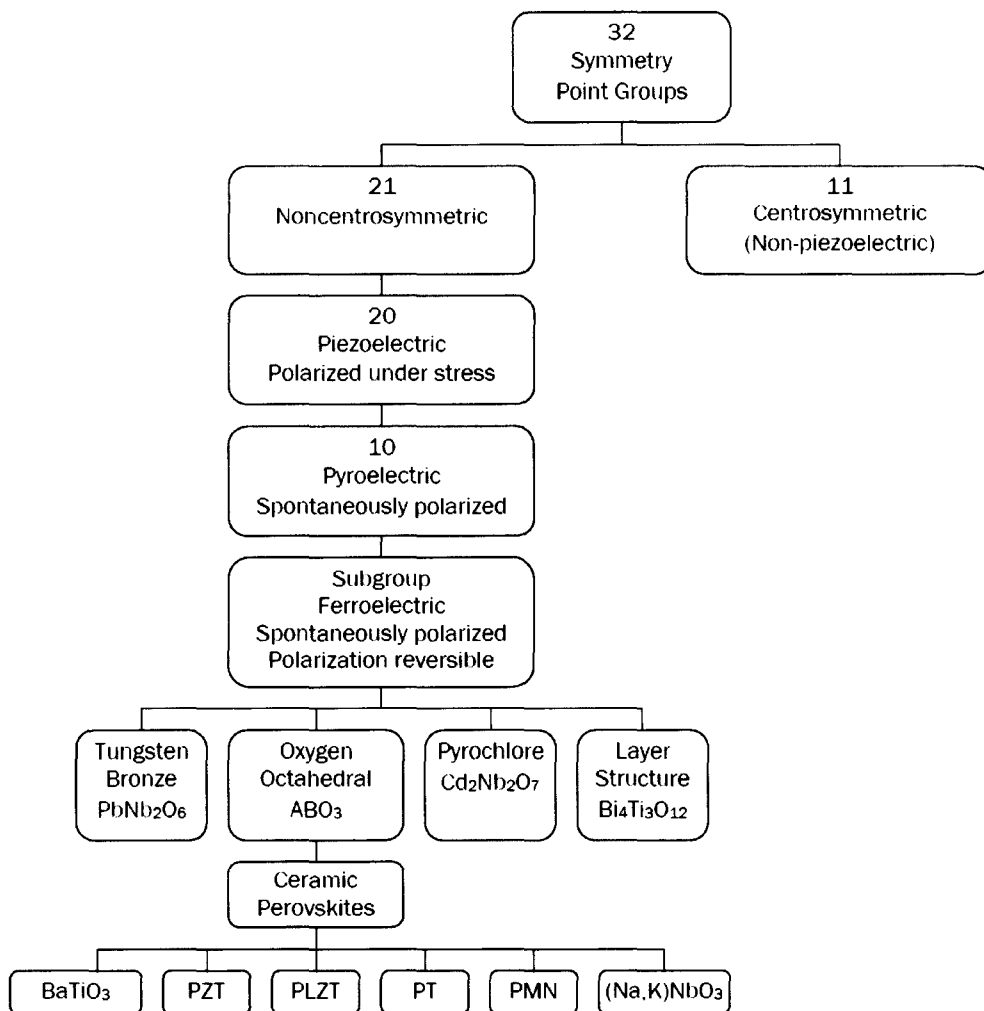 32
Symmetry
Point Groups
21
Noncentrosymmetric
11
Centrosymmetric
(Non-piezoelectric)
20
Piezoelectric
Polarized under stress
10
Pyroelectric
Spontaneously polarized
Subgroup
Ferroelectric
Spontaneously polarized
Polarization reversible
Tungsten
Bronze
PbNb₂O₆
Oxygen
Octahedral
ABO₃
Pyrochlore
Cd₂Nb₂O₇
Layer
Structure
Bi₄Ti₃O₁₂
Ceramic
Perovskites
BaTiO₃
PZT
PLZT
PT
PMN
(Na,K)NbO₃